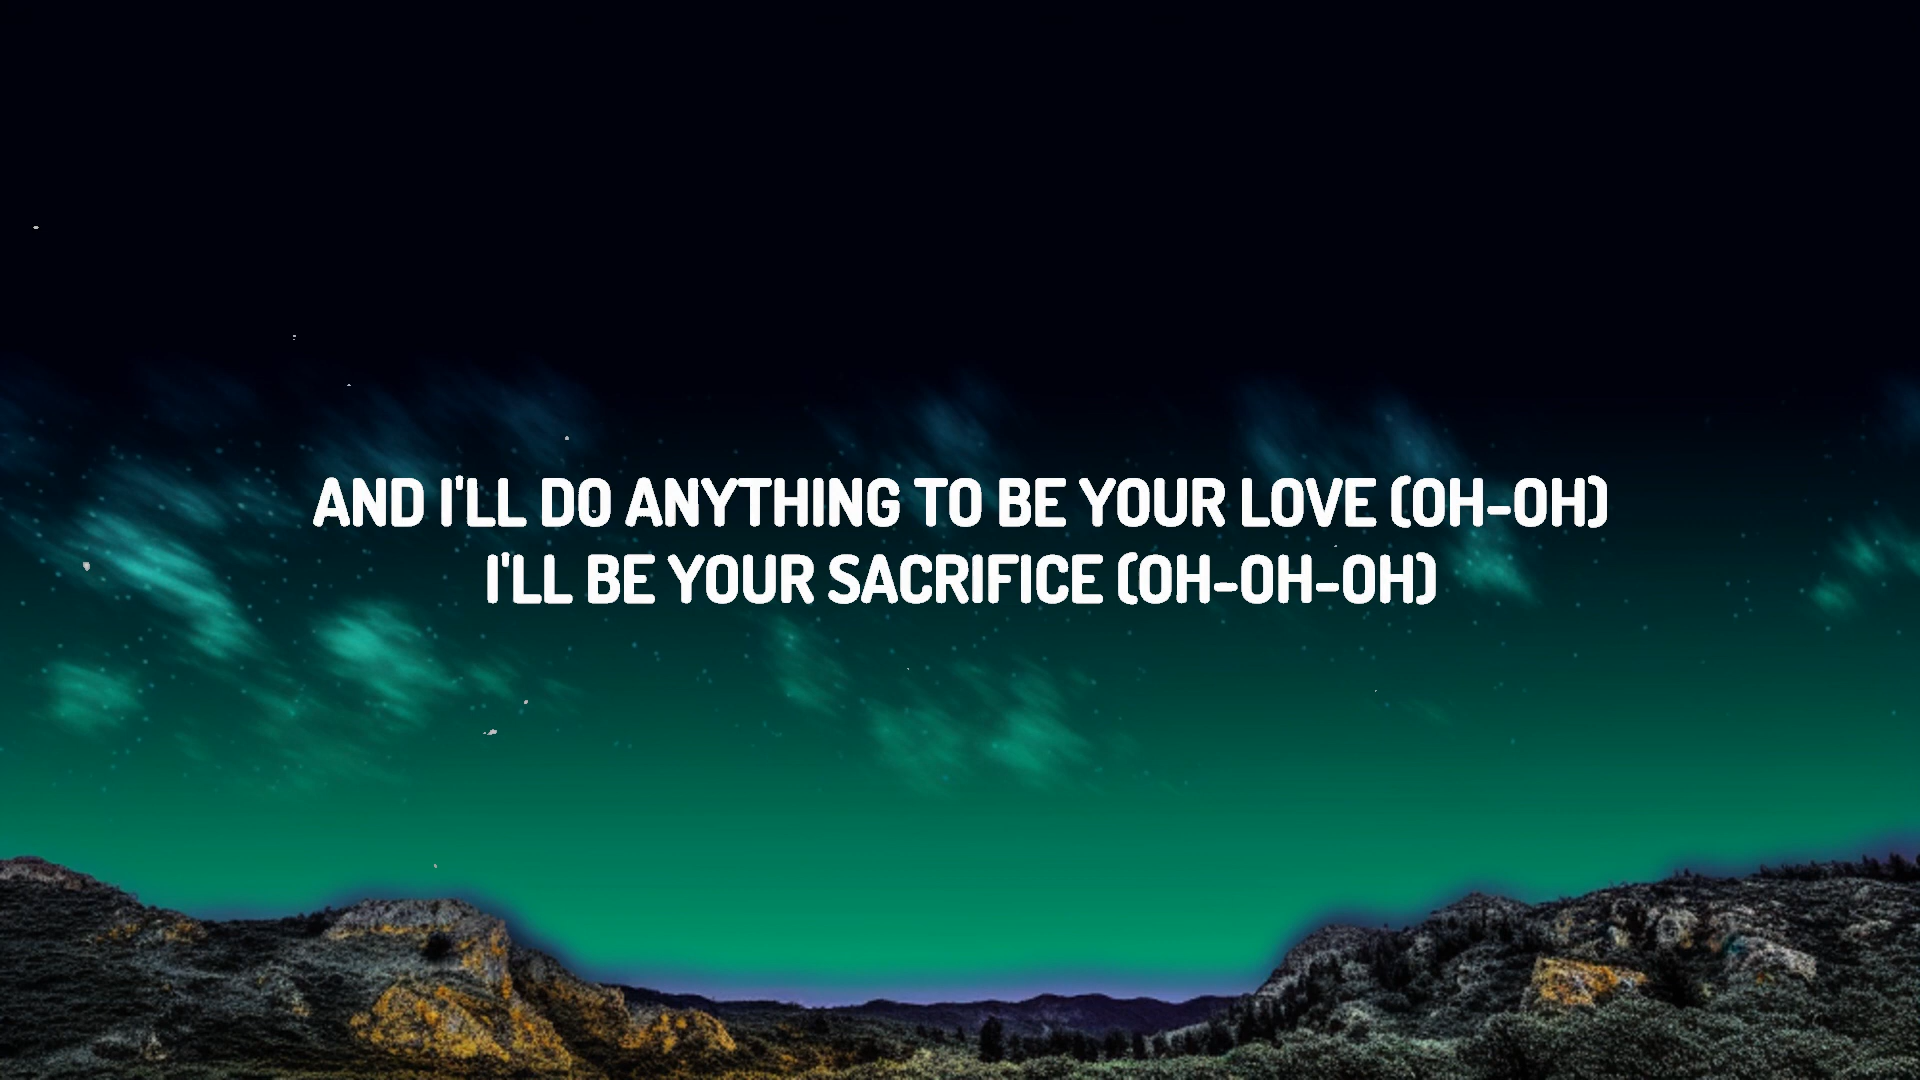 AND I'LL DO ANYTHING TO BE YOUR LOVE (OH-OH)
I'LL BE YOUR SACRIFICE (OH-OH-OH)